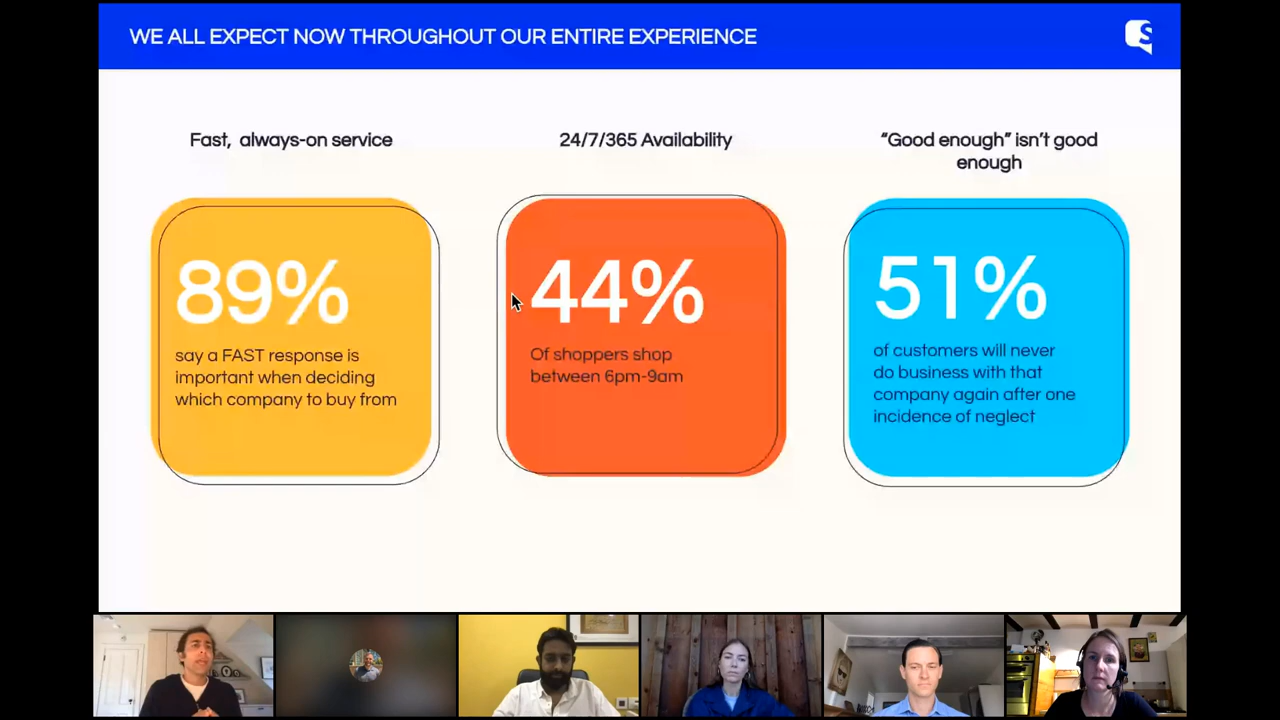 WE ALL EXPECT NOW THROUGHOUT OUR ENTIRE EXPERIENCE
S
Fast, always-on service
24/7/365 Availability
“Good enough” isn’t good
enough
89%
say a FAST response is
important when deciding
which company to buy from
44%
Of shoppers shop
between 6pm-9am
51%
of customers will never
do business with that
company again after one
incidence of neglect